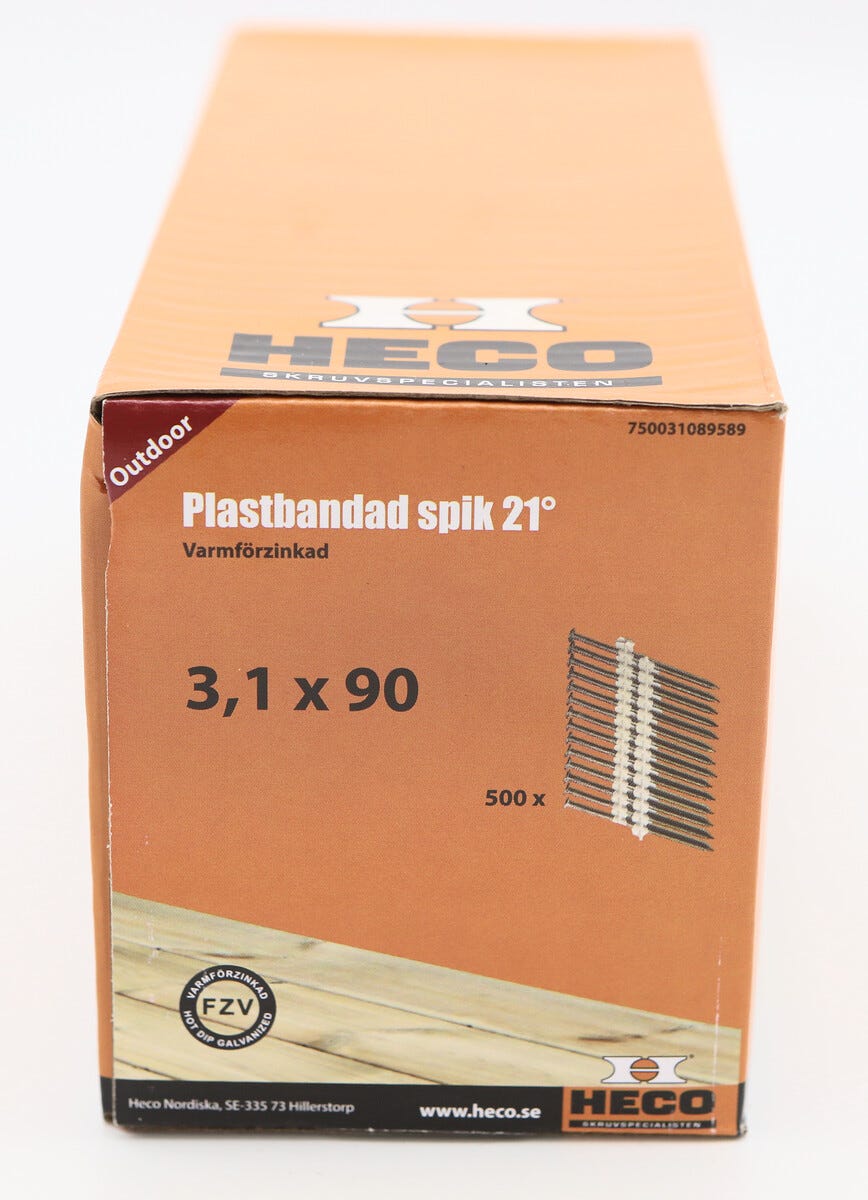 HECO
SKRUVSPECIALISTEN
Outdoor
750031089589
Plastbandad spik 21°
Varmförzinkad
3,1 x 90
500 x
VARMFÖRZINKAD
FZV
HOT DIP GALVANIZED
Heco Nordiska, SE-335 73 Hillerstorp
www.heco.se
HECO
SKRUVSPECIALISTEN